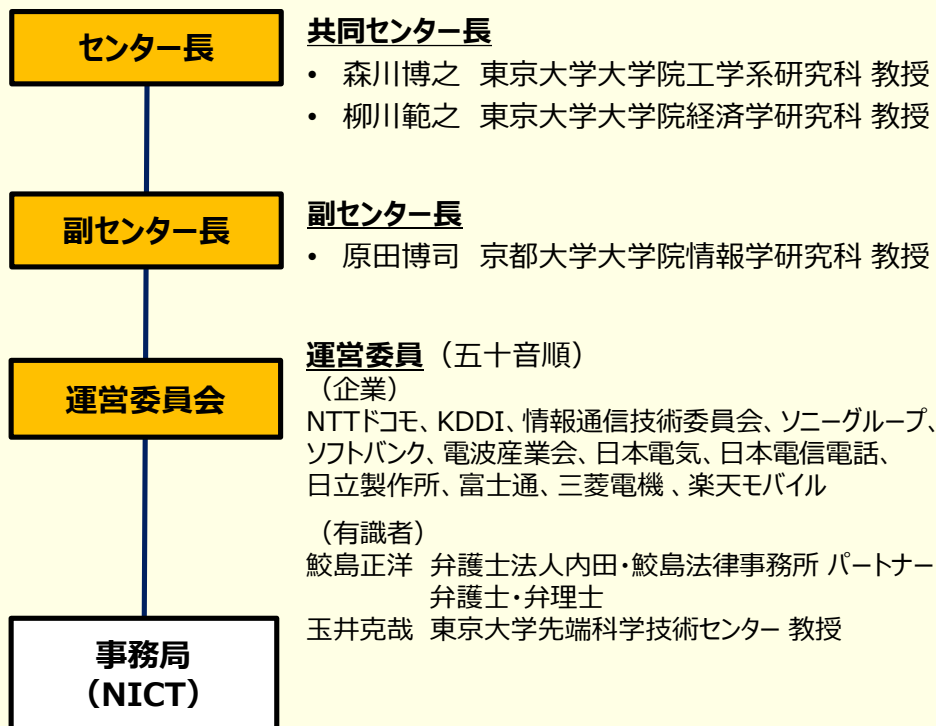 センター長
共同センター長
• 森川博之 東京大学大学院工学系研究科 教授
• 柳川範之 東京大学大学院経済学研究科 教授
副センター長
副センター長
• 原田博司 京都大学大学院情報学研究科 教授
運営委員会
運営委員（五十音順）
（企業）
NTTドコモ、KDDI、情報通信技術委員会、ソニーグループ、
ソフトバンク、電波産業会、日本電気、日本電信電話、
日立製作所、富士通、三菱電機 、楽天モバイル
（有識者）
鮫島正洋 弁護士法人内田・鮫島法律事務所 パートナー
弁護士・弁理士
玉井克哉 東京大学先端科学技術センター 教授
事務局
（NICT）